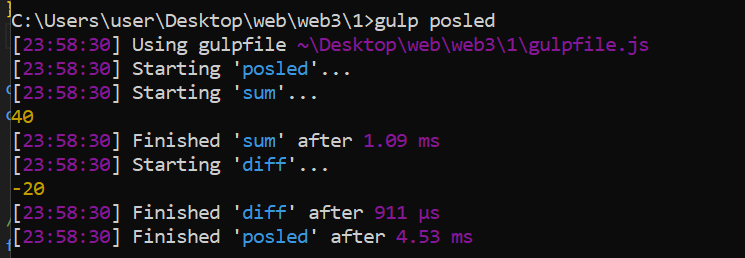 C:\Users\user\Desktop\web\web3\1>gulp posled
[23:58:30] Using gulpfile ~\Desktop\web\web3\1\gulpfile.js
[23:58:30] Starting 'posled'...
[23:58:30] Starting 'sum'...
40
[23:58:30] Finished 'sum' after 1.09 ms
[23:58:30] Starting 'diff'...
-20
[23:58:30] Finished 'diff' after 911 μs
[23:58:30] Finished 'posled' after 4.53 ms